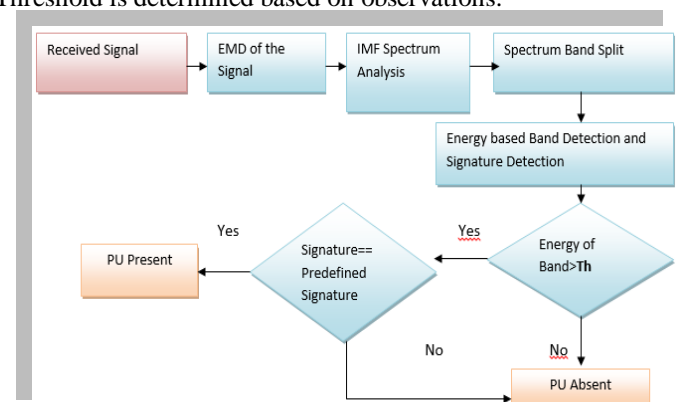 Threshold is determined based on observations.
Received Signal
EMD of the
Signal
IMF Spectrum
Analysis
Spectrum Band Split
Energy based Band Detection and
Signature Detection
Energy of
Band>Th
Yes
No
Signature==
Predefined
Signature
Yes
No
PU Present
PU Absent